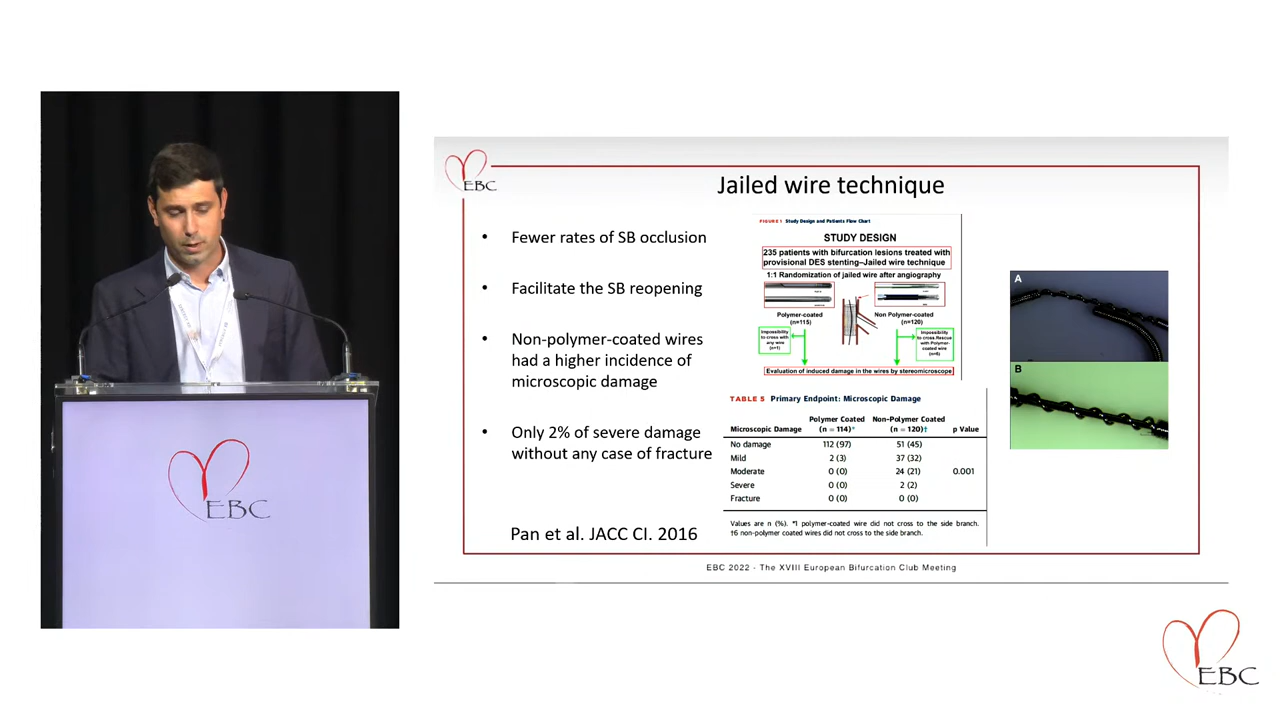 EBC
EBC
Jailed wire technique
• Fewer rates of SB occlusion
• Facilitate the SB reopening
• Non-polymer-coated wires
had a higher incidence of
microscopic damage
• Only 2% of severe damage
without any case of fracture
Pan et al. JACC CI. 2016
FIGURE 1 Study Design and Patients Flow Chart
STUDY DESIGN
235 patients with bifurcation lesions treated with
provisional DES stenting–Jailed wire technique
1:1 Randomization of jailed wire after angiography
Polymer-coated
(n=115)
Non Polymer-coated
(n=120)
Impossibility
to cross with
any wire
(n=1)
Impossibility
to cross Rescue
with Polymer-
coated wire
(n=6)
Evaluation of induced damage in the wires by stereomicroscope
TABLE 5 Primary Endpoint: Microscopic Damage
Microscopic Damage Polymer Coated (n = 114)* Non-Polymer Coated (n = 120)† p Value
No damage 112 (97) 51 (45)
Mild 2 (3) 37 (32)
Moderate 0 (0) 24 (21) 0.001
Severe 0 (0) 2 (2)
Fracture 0 (0) 0 (0)
Values are n (%). *1 polymer-coated wire did not cross to the side branch.
†6 non-polymer coated wires did not cross to the side branch.
A
B
EBC 2022 - The XVIII European Bifurcation Club Meeting
EBC